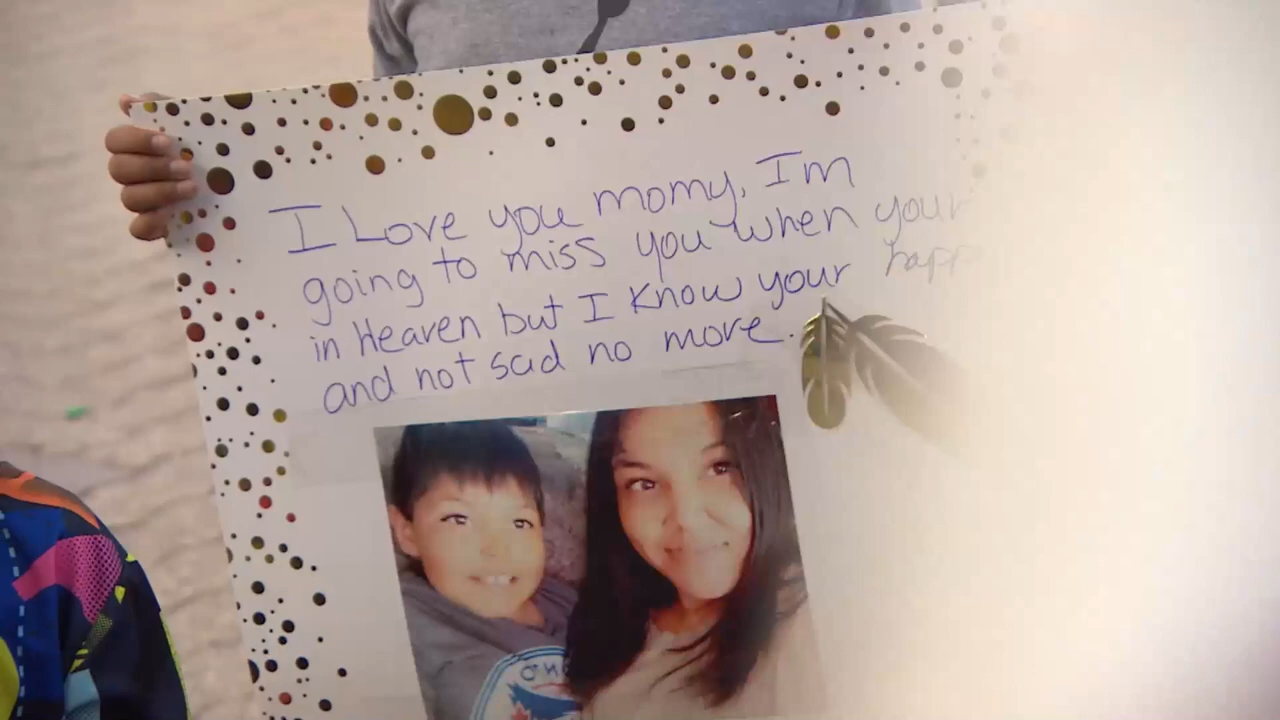 I Love you momy, I'm
going to miss you when your
in Heaven but I know your
and not sad no more.